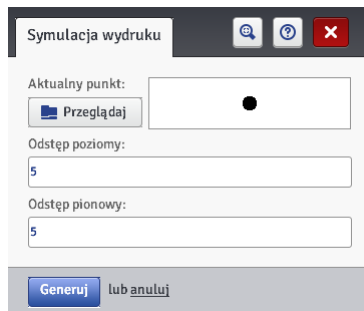 Symulacja wydruku
Aktualny punkt:
Przeglądaj
Odstęp poziomy:
5
Odstęp pionowy:
5
Generuj lub anuluj